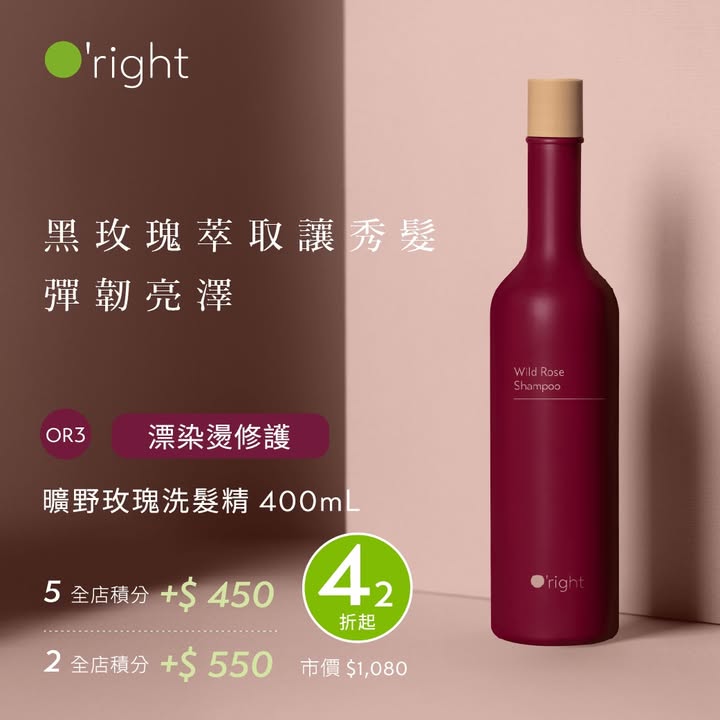 O'right
黑玫瑰萃取讓秀髮
彈韌亮澤
OR3 漂染燙修護
曠野玫瑰洗髮精 400mL
5 全店積分 +$ 450
2 全店積分 +$ 550
42
折起
市價 $1,080
Wild Rose
Shampoo
O'right